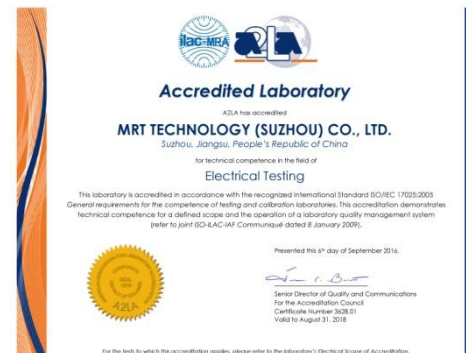 ilac-MRA
A2LA
Accredited Laboratory
A2LA has accredited
MRT TECHNOLOGY (SUZHOU) CO., LTD.
Suzhou, Jiangsu, People's Republic of China
for technical competence in the field of
Electrical Testing
This laboratory is accredited in accordance with the recognized International Standard ISO/IEC 17025:2005
General requirements for the competence of testing and calibration laboratories. This accreditation demonstrates
technical competence for a defined scope and the operation of a laboratory quality management system
(refer to joint ISO-ILAC-IAF Communiqué dated 8 January 2009).
Presented this 6th day of September 2016.
Senior Director of Quality and Communications
For the Accreditation Council
Certificate Number 3628.01
Valid to August 31, 2018
CORPORATE
SEAL
A2LA
For the tests to which this accreditation applies, please refer to the laboratory's Electrical Scope of Accreditation.